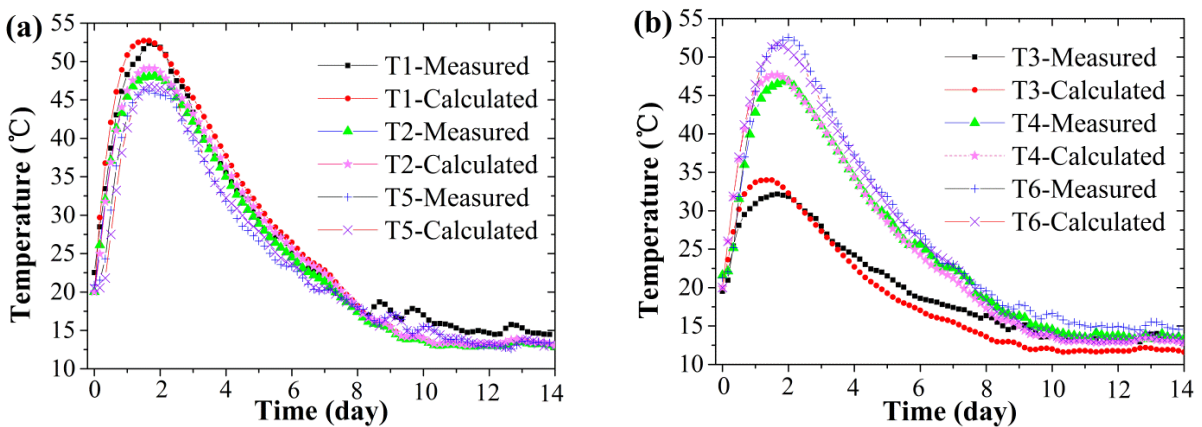 (a)
Temperature (℃)
55
50
45
40
35
30
25
20
15
10
0 2 4 6 8 10 12 14
Time (day)
T1-Measured
T1-Calculated
T2-Measured
T2-Calculated
T5-Measured
T5-Calculated
(b)
Temperature (℃)
55
50
45
40
35
30
25
20
15
10
0 2 4 6 8 10 12 14
Time (day)
T3-Measured
T3-Calculated
T4-Measured
T4-Calculated
T6-Measured
T6-Calculated